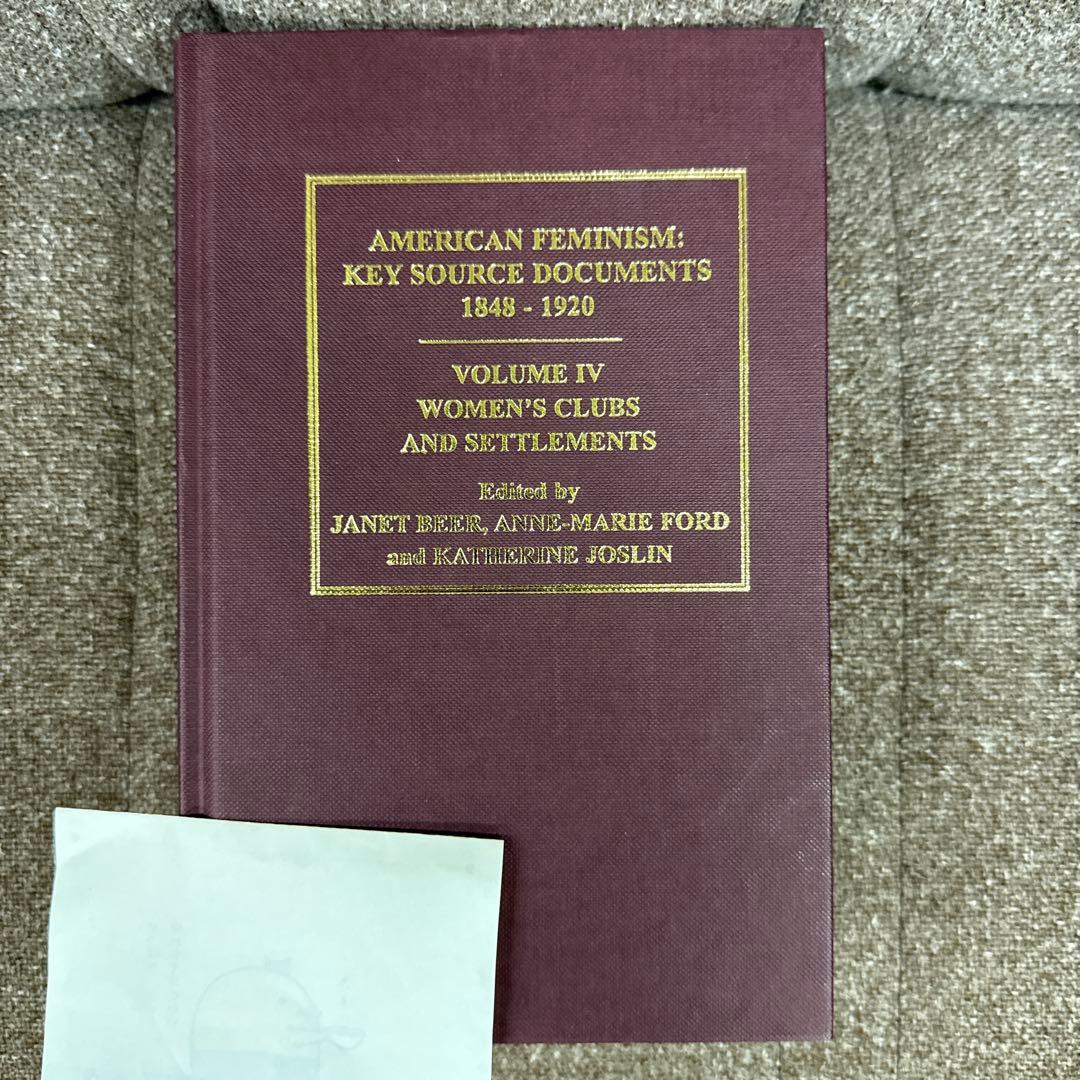 AMERICAN FEMINISM:
KEY SOURCE DOCUMENTS
1848 - 1920
VOLUME IV
WOMEN'S CLUBS
AND SETTLEMENTS
Edited by
JANET BEER, ANNE-MARIE FORD
and KATHERINE JOSLIN